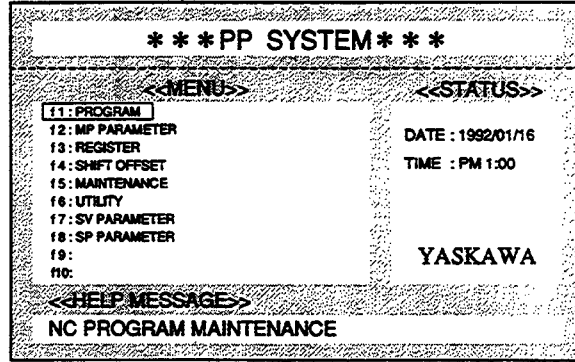 ***PP SYSTEM***
<<MENU>>
f1:PROGRAM
f2:MP PARAMETER
f3:REGISTER
f4:SHIFT OFFSET
f5:MAINTENANCE
f6:UTILITY
f7:SV PARAMETER
f8:SP PARAMETER
f9:
f10:
<<STATUS>>
DATE : 1992/01/16
TIME : PM 1:00
YASKAWA
<<HELP MESSAGE>>
NC PROGRAM MAINTENANCE